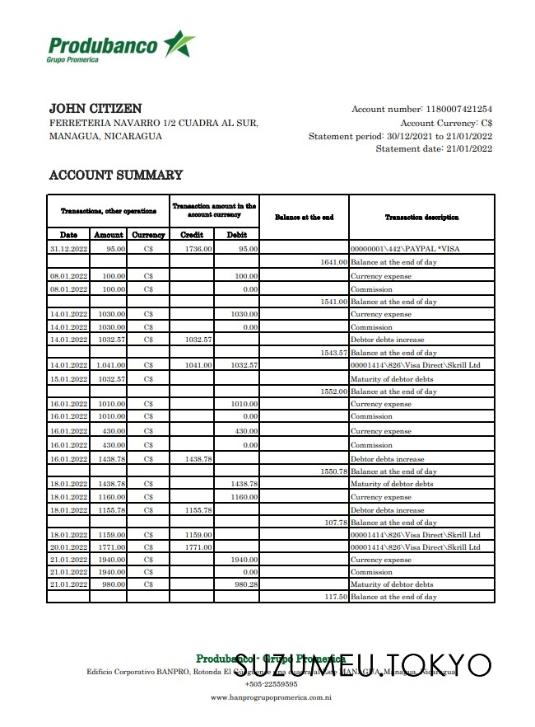 Produbanco
Grupo Promerica
JOHN CITIZEN
FERRETERIA NAVARRO 1/2 CUADRA AL SUR,
MANAGUA, NICARAGUA
Account number: 1180007421254
Account Currency: C$
Statement period: 30/12/2021 to 21/01/2022
Statement date: 21/01/2022
ACCOUNT SUMMARY
Transactions, other operations Transaction amount in the account currency Balance at the end Transaction description
Date Amount Currency Credit Debit
31.12.2022 95.00 C$ 1736.00 95.00 00000001\442\PAYPAL *VISA
1641.00 Balance at the end of day
08.01.2022 100.00 C$ 100.00 Currency expense
08.01.2022 100.00 C$ 0.00 Commission
1541.00 Balance at the end of day
14.01.2022 1030.00 C$ 1030.00 Currency expense
14.01.2022 1030.00 C$ 0.00 Commission
14.01.2022 1032.57 C$ 1032.57 Debtor debts increase
1543.57 Balance at the end of day
14.01.2022 1.041.00 C$ 1041.00 1032.57 00001414\826\Visa Direct\Skrill Ltd
15.01.2022 1032.57 C$ Maturity of debtor debts
1552.00 Balance at the end of day
16.01.2022 1010.00 C$ 1010.00 Currency expense
16.01.2022 1010.00 C$ 0.00 Commission
16.01.2022 430.00 C$ 430.00 Currency expense
16.01.2022 430.00 C$ 0.00 Commission
16.01.2022 1438.78 C$ 1438.78 Debtor debts increase
1550.78 Balance at the end of day
18.01.2022 1438.78 C$ 1438.78 Maturity of debtor debts
18.01.2022 1160.00 C$ 1160.00 Currency expense
18.01.2022 1155.78 C$ 1155.78 Debtor debts increase
107.78 Balance at the end of day
18.01.2022 1159.00 C$ 1159.00 00001414\826\Visa Direct\Skrill Ltd
20.01.2022 1771.00 C$ 1771.00 00001414\826\Visa Direct\Skrill Ltd
21.01.2022 1940.00 C$ 1940.00 Currency expense
21.01.2022 1940.00 C$ 0.00 Commission
21.01.2022 980.00 C$ 980.28 Maturity of debtor debts
117.50 Balance at the end of day
Produbanco - Grupo Promerica
SUZUMEU.TOKYO
Edificio Corporativo BANPRO, Rotonda El MANAGUA, Managua, Nicaragua
+505-22559595
www.banprogrupopromerica.com.ni